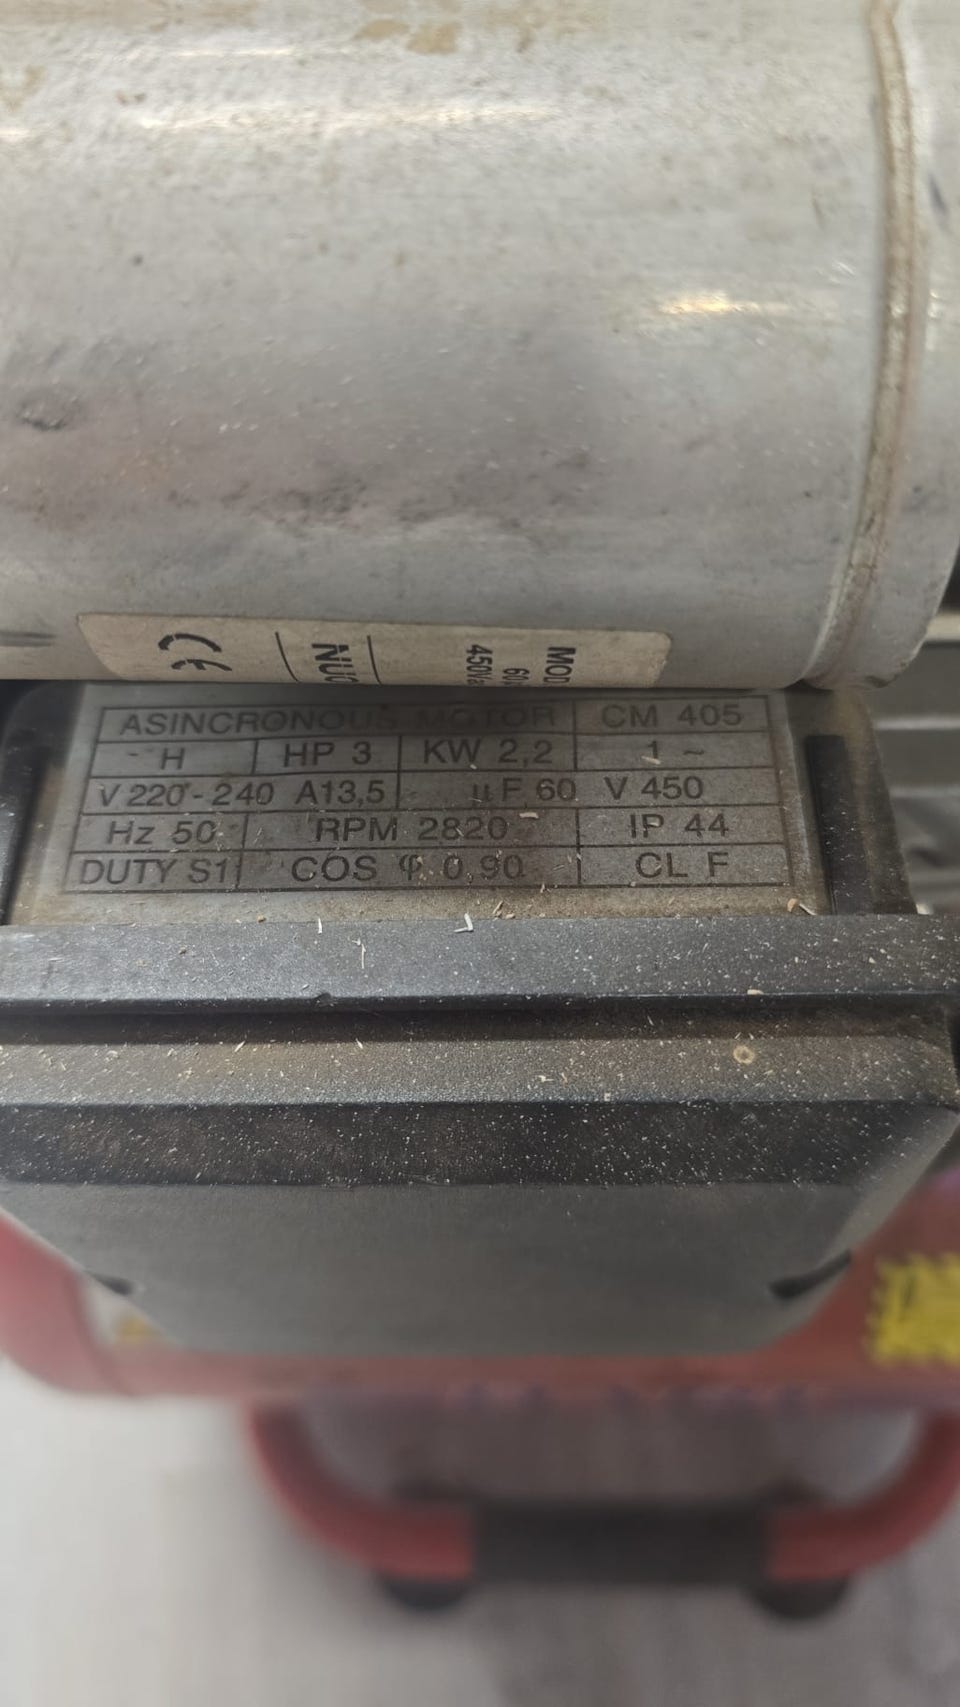 CE
NUO
450V
60
MOD
ASINCRONOUS MOTOR CM 405
H HP 3 KW 2,2 1 ~
V 220-240 A13,5 µF 60 V 450
Hz 50 RPM 2820 IP 44
DUTY S1 COS φ 0,90 CL F